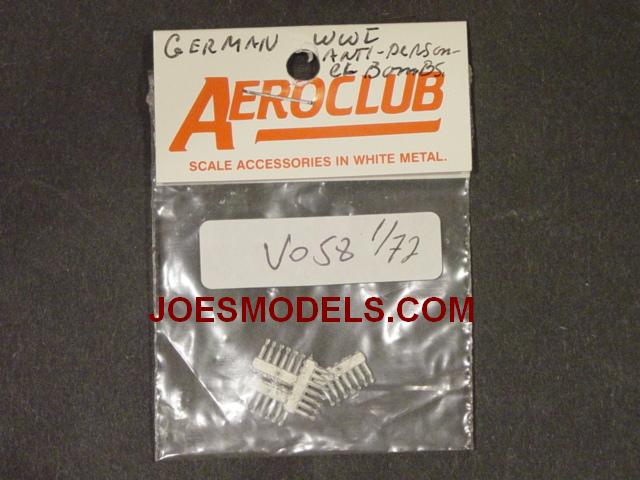 GERMAN WWI
ANTI-PERSON-
EL BOMBS.
AEROCLUB
SCALE ACCESSORIES IN WHITE METAL.
V058 1/72
JOESMODELS.COM